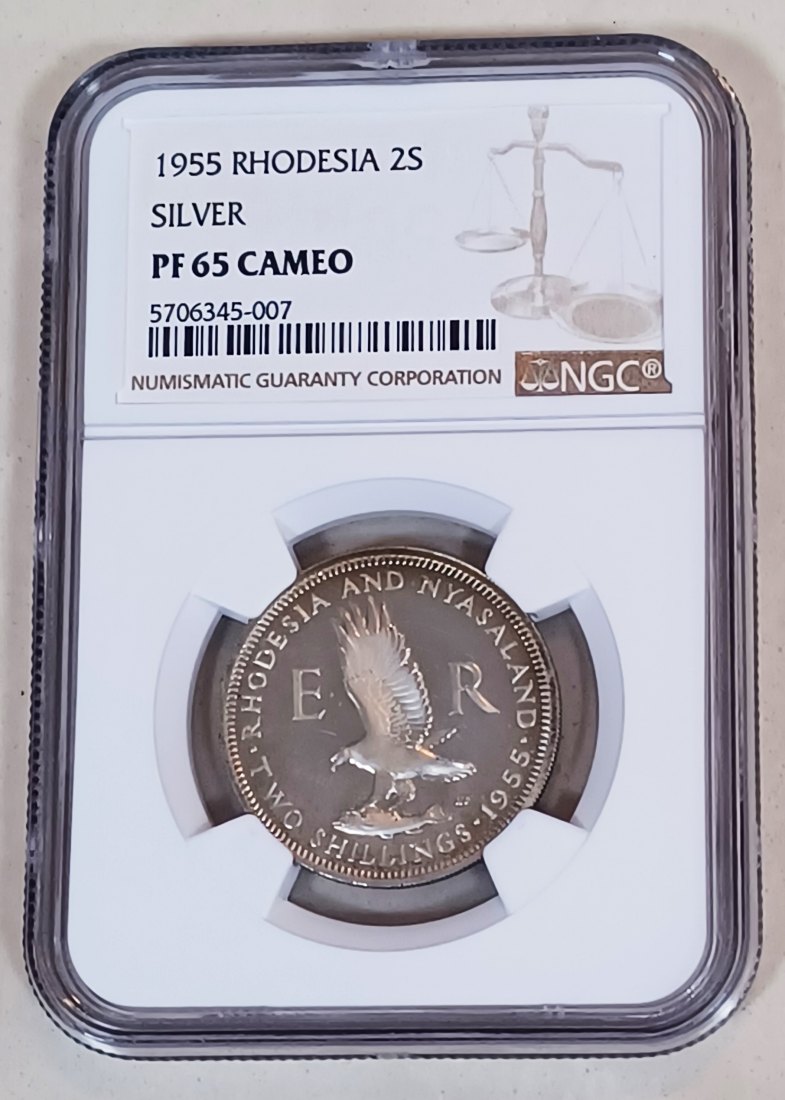 1955 RHODESIA 2S
SILVER
PF 65 CAMEO
5706345-007
NUMISMATIC GUARANTY CORPORATION
NGC®
·RHODESIA AND NYASALAND·
E R
TWO SHILLINGS·1955·